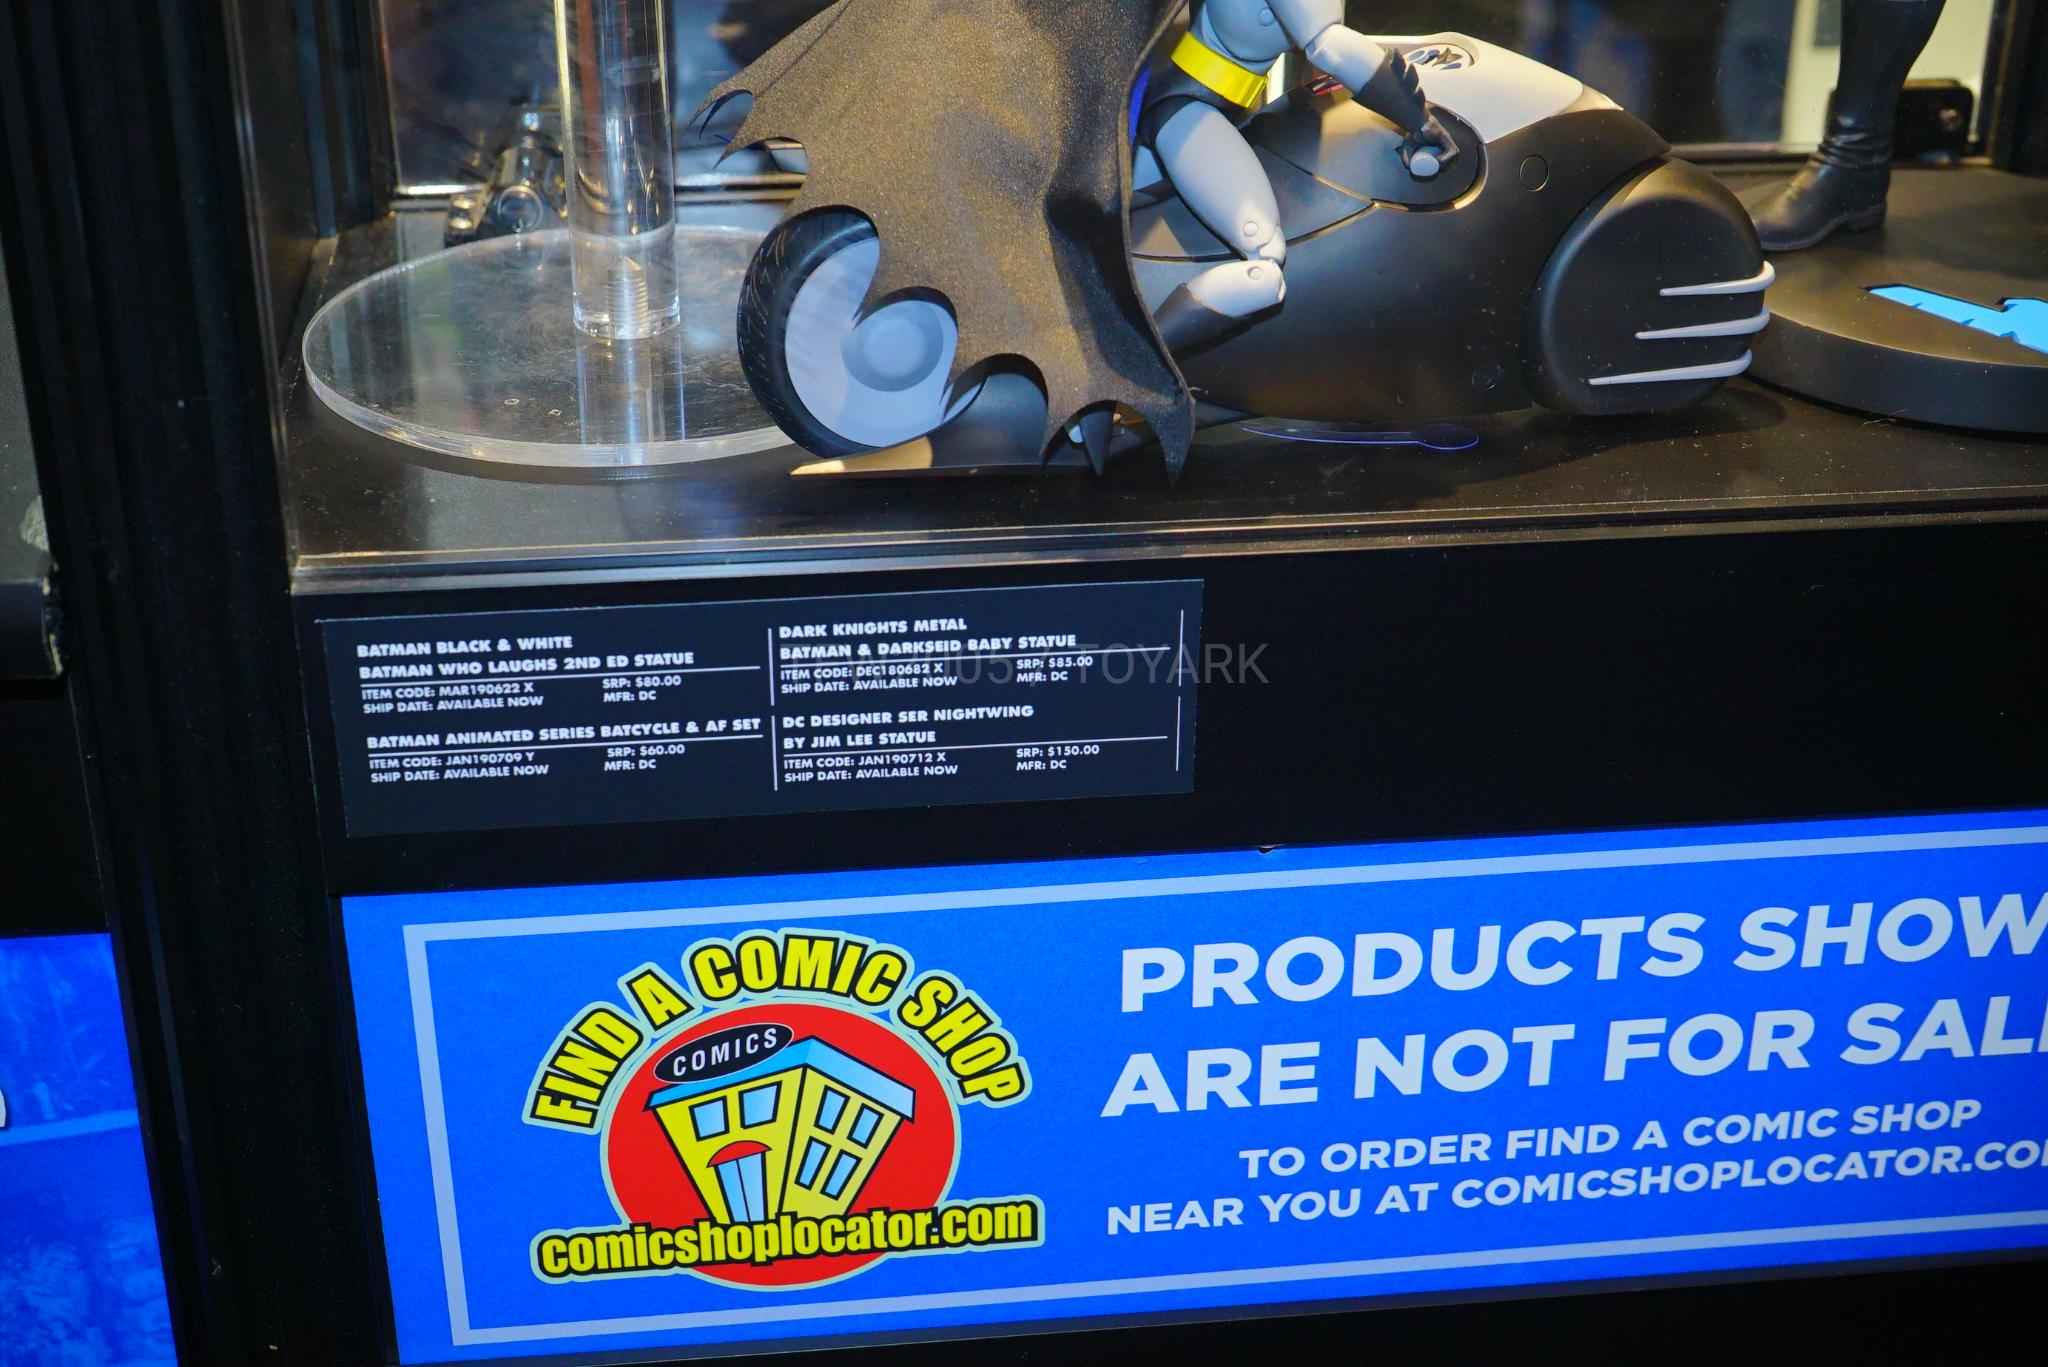 BATMAN BLACK & WHITE
BATMAN WHO LAUGHS 2ND ED STATUE
ITEM CODE: MAR190622 X SRP: $80.00
SHIP DATE: AVAILABLE NOW MFR: DC
BATMAN ANIMATED SERIES BATCYCLE & AF SET
ITEM CODE: JAN190709 Y SRP: $60.00
SHIP DATE: AVAILABLE NOW MFR: DC
DARK KNIGHTS METAL
BATMAN & DARKSEID BABY STATUE
ITEM CODE: DEC180682 X SRP: $85.00
SHIP DATE: AVAILABLE NOW MFR: DC
DC DESIGNER SER NIGHTWING
BY JIM LEE STATUE
ITEM CODE: JAN190712 X SRP: $150.00
SHIP DATE: AVAILABLE NOW MFR: DC
TOYARK
FIND A COMIC SHOP
COMICS
comicshoplocator.com
PRODUCTS SHOW
ARE NOT FOR SAL
TO ORDER FIND A COMIC SHOP
NEAR YOU AT COMICSHOPLOCATOR.CO